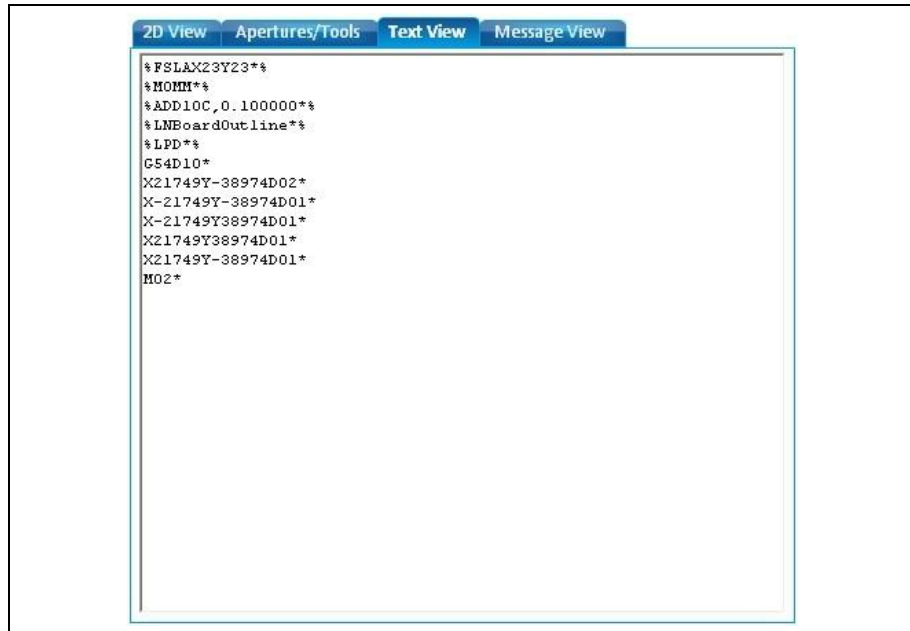 2D View Apertures/Tools Text View Message View
%FSLAX23Y23*%
%MOMM*%
%ADD10C,0.100000*%
%LNBoardOutline*%
%LPD*%
G54D10*
X21749Y-38974D02*
X-21749Y-38974D01*
X-21749Y38974D01*
X21749Y38974D01*
X21749Y-38974D01*
M02*